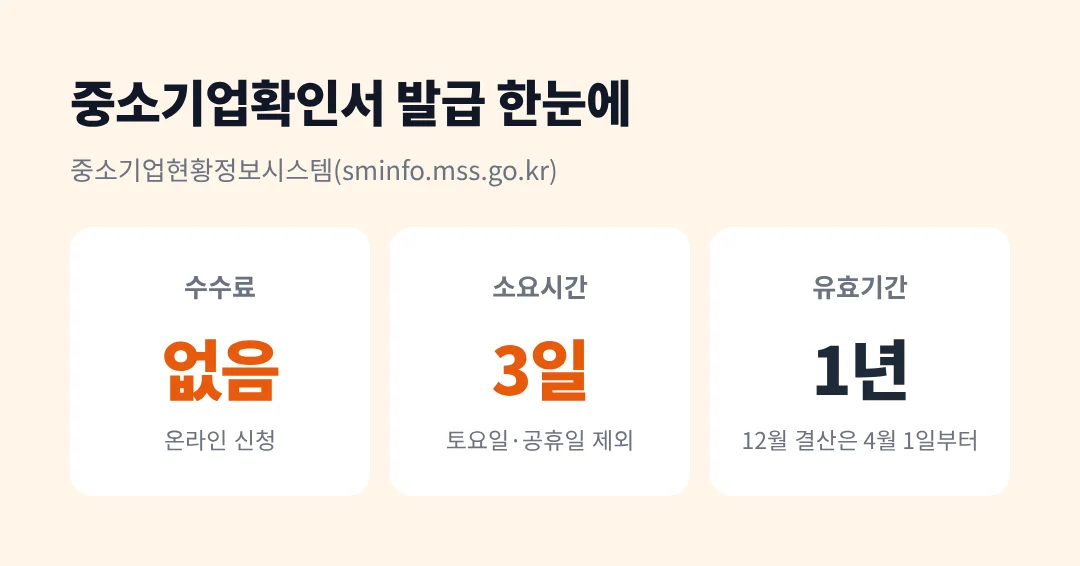 중소기업확인서 발급 한눈에
중소기업현황정보시스템(sminfo.mss.go.kr)
수수료
없음
온라인 신청
소요시간
3일
토요일·공휴일 제외
유효기간
1년
12월 결산은 4월 1일부터